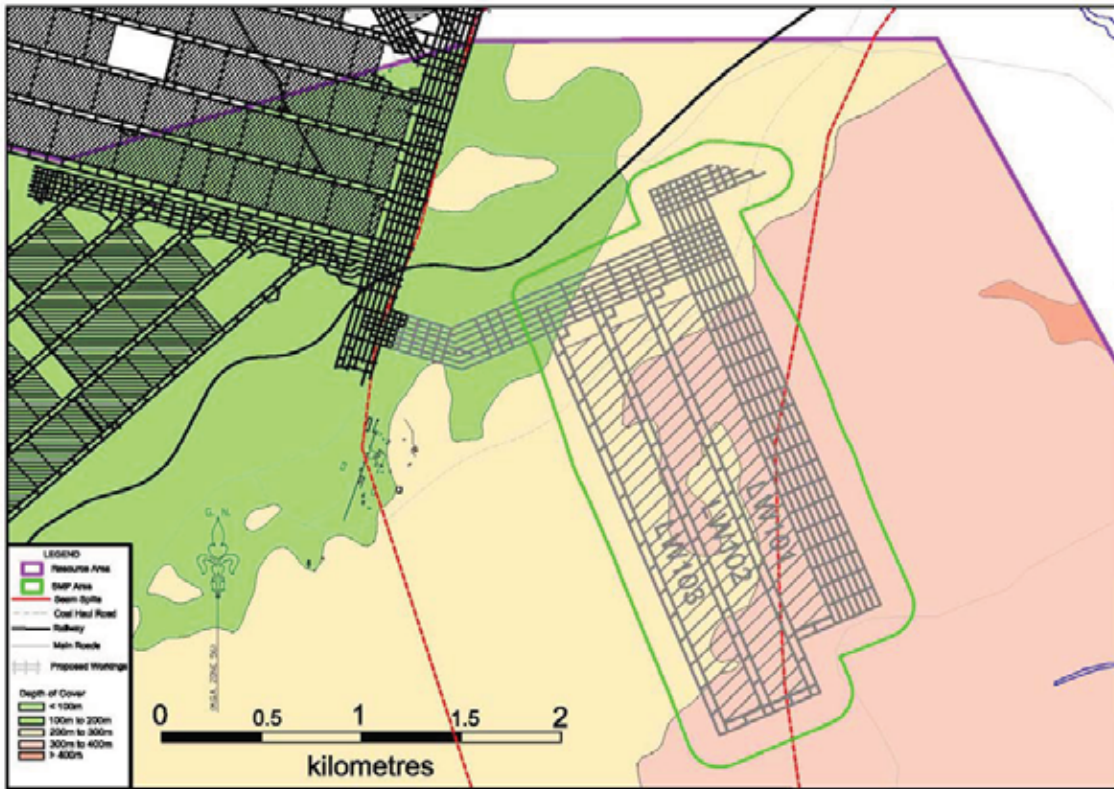 LW101
LW102
LW103
G. N.
LEGEND
Resource Area
SMP Area
Seam Splits
Coal Haul Road
Railway
Main Roads
Proposed Workings
Depth of Cover
< 100m
100m to 200m
200m to 300m
300m to 400m
> 400m
0 0.5 1 1.5 2
kilometres